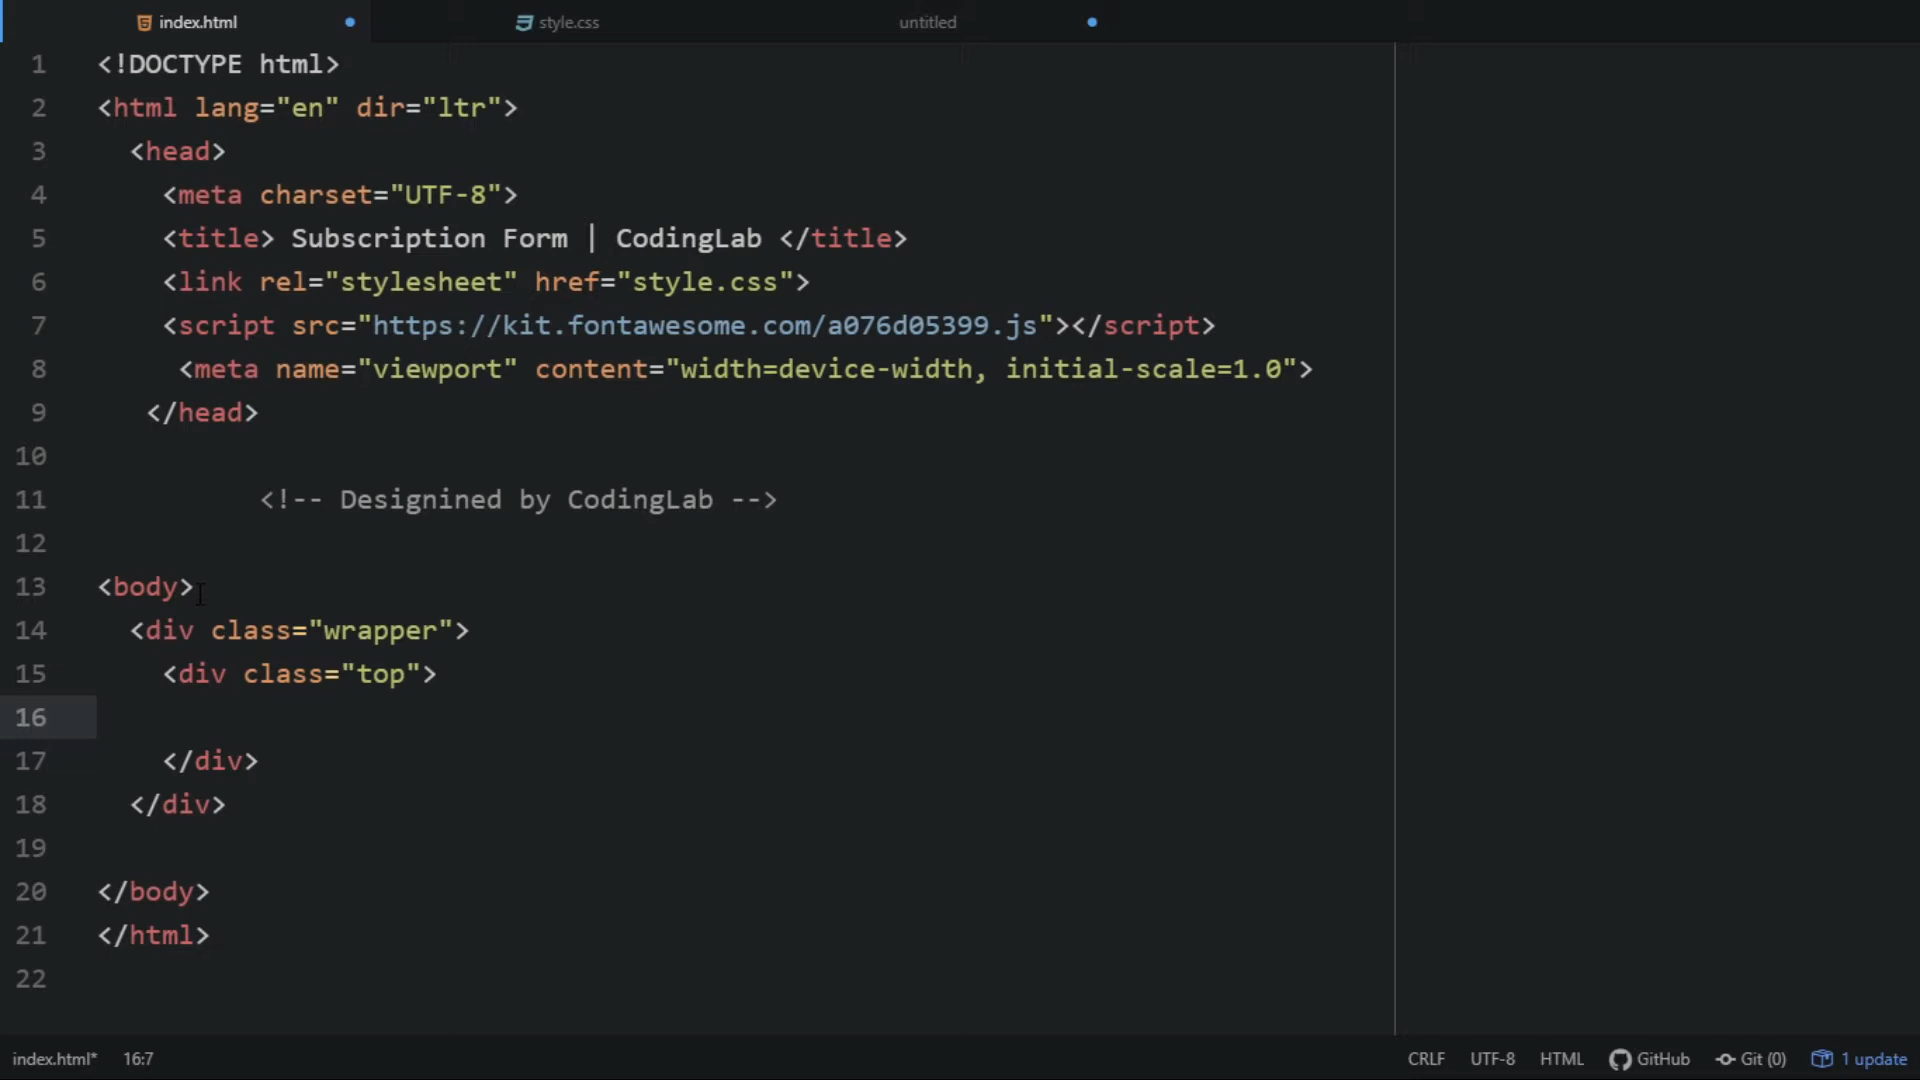 index.html style.css untitled
1 <!DOCTYPE html>
2 <html lang="en" dir="ltr">
3 <head>
4 <meta charset="UTF-8">
5 <title> Subscription Form | CodingLab </title>
6 <link rel="stylesheet" href="style.css">
7 <script src="https://kit.fontawesome.com/a076d05399.js"></script>
8 <meta name="viewport" content="width=device-width, initial-scale=1.0">
9 </head>
10
11 <!-- Designined by CodingLab -->
12
13 <body>
14 <div class="wrapper">
15 <div class="top">
16
17 </div>
18 </div>
19
20 </body>
21 </html>
22
index.html* 16:7 CRLF UTF-8 HTML GitHub Git (0) 1 update